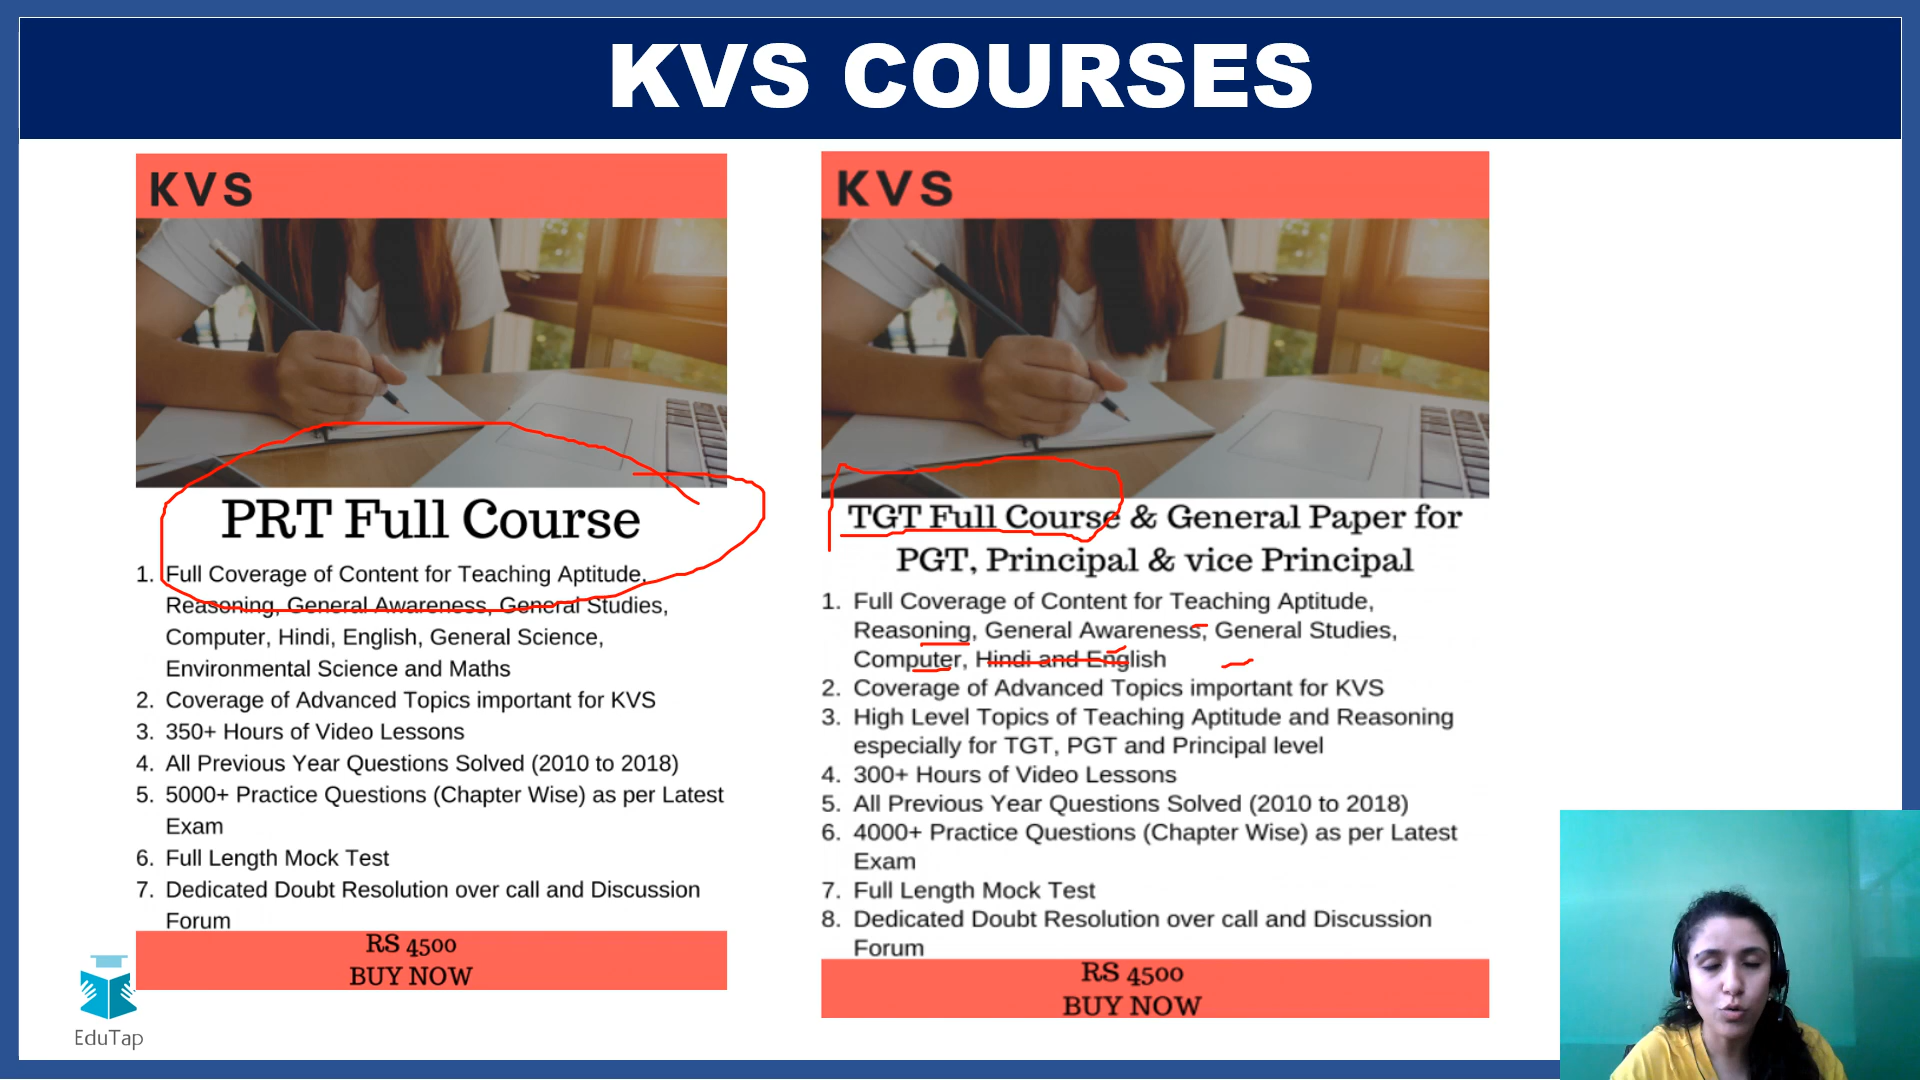 KVS COURSES
KVS
PRT Full Course
1. Full Coverage of Content for Teaching Aptitude,
Reasoning, General Awareness, General Studies,
Computer, Hindi, English, General Science,
Environmental Science and Maths
2. Coverage of Advanced Topics important for KVS
3. 350+ Hours of Video Lessons
4. All Previous Year Questions Solved (2010 to 2018)
5. 5000+ Practice Questions (Chapter Wise) as per Latest
Exam
6. Full Length Mock Test
7. Dedicated Doubt Resolution over call and Discussion
Forum
RS 4500
BUY NOW
KVS
TGT Full Course & General Paper for
PGT, Principal & vice Principal
1. Full Coverage of Content for Teaching Aptitude,
Reasoning, General Awareness, General Studies,
Computer, Hindi and English
2. Coverage of Advanced Topics important for KVS
3. High Level Topics of Teaching Aptitude and Reasoning
especially for TGT, PGT and Principal level
4. 300+ Hours of Video Lessons
5. All Previous Year Questions Solved (2010 to 2018)
6. 4000+ Practice Questions (Chapter Wise) as per Latest
Exam
7. Full Length Mock Test
8. Dedicated Doubt Resolution over call and Discussion
Forum
RS 4500
BUY NOW
EduTap